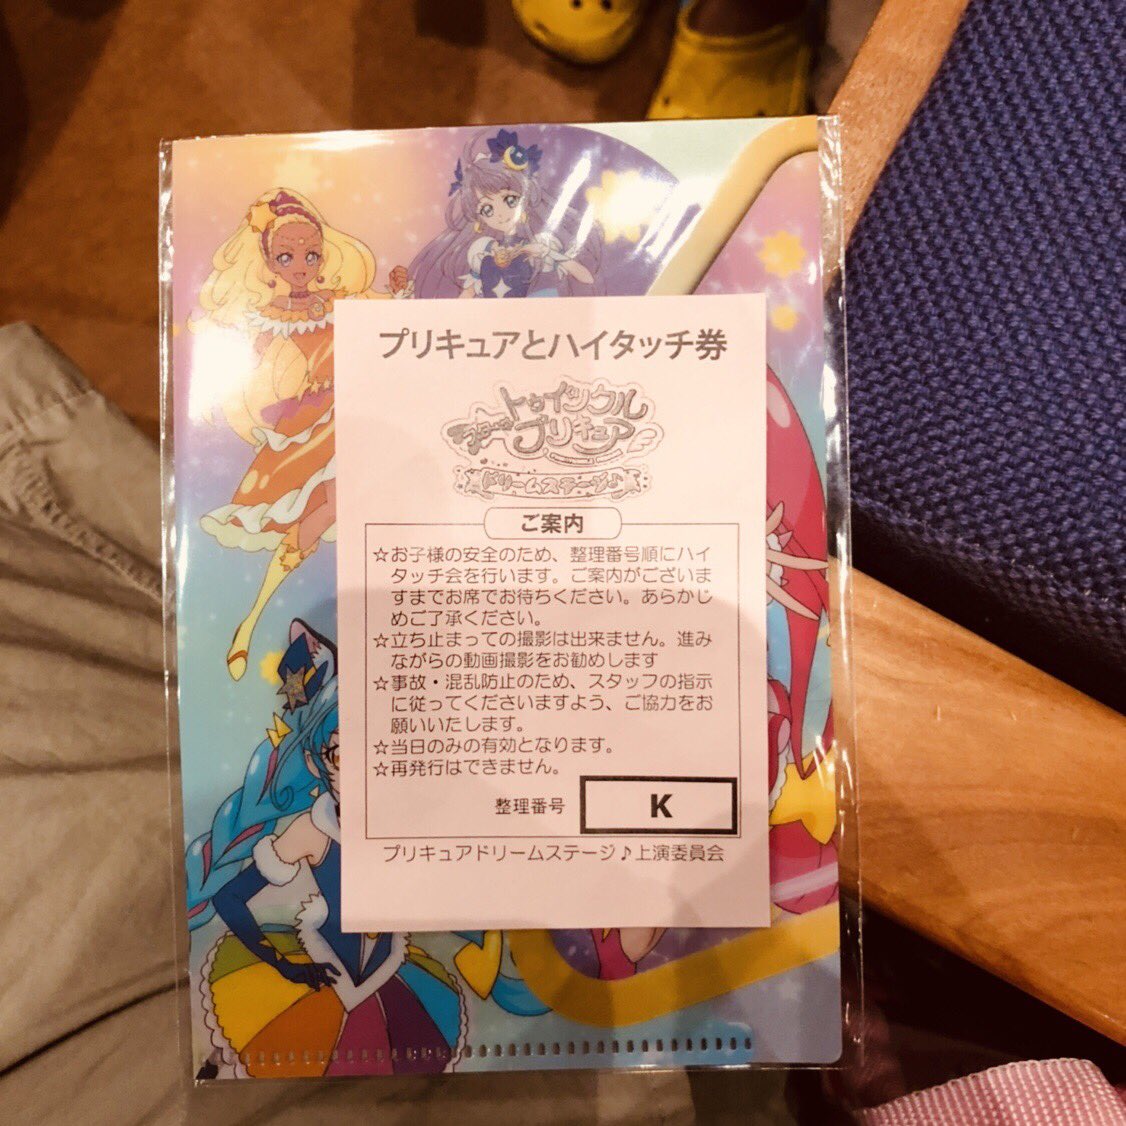 プリキュアとハイタッチ券
スター☆トゥインクル
プリキュア
ドリームステージ♪
ご案内
☆お子様の安全のため、整理番号順にハイ
タッチ会を行います。ご案内がございま
すまでお席でお待ちください。あらかじ
めご了承ください。
☆立ち止まっての撮影は出来ません。進み
ながらの動画撮影をお勧めします
☆事故・混乱防止のため、スタッフの指示
に従ってくださいますよう、ご協力をお
願いいたします。
☆当日のみの有効となります。
☆再発行はできません。
整理番号 K
プリキュアドリームステージ♪上演委員会